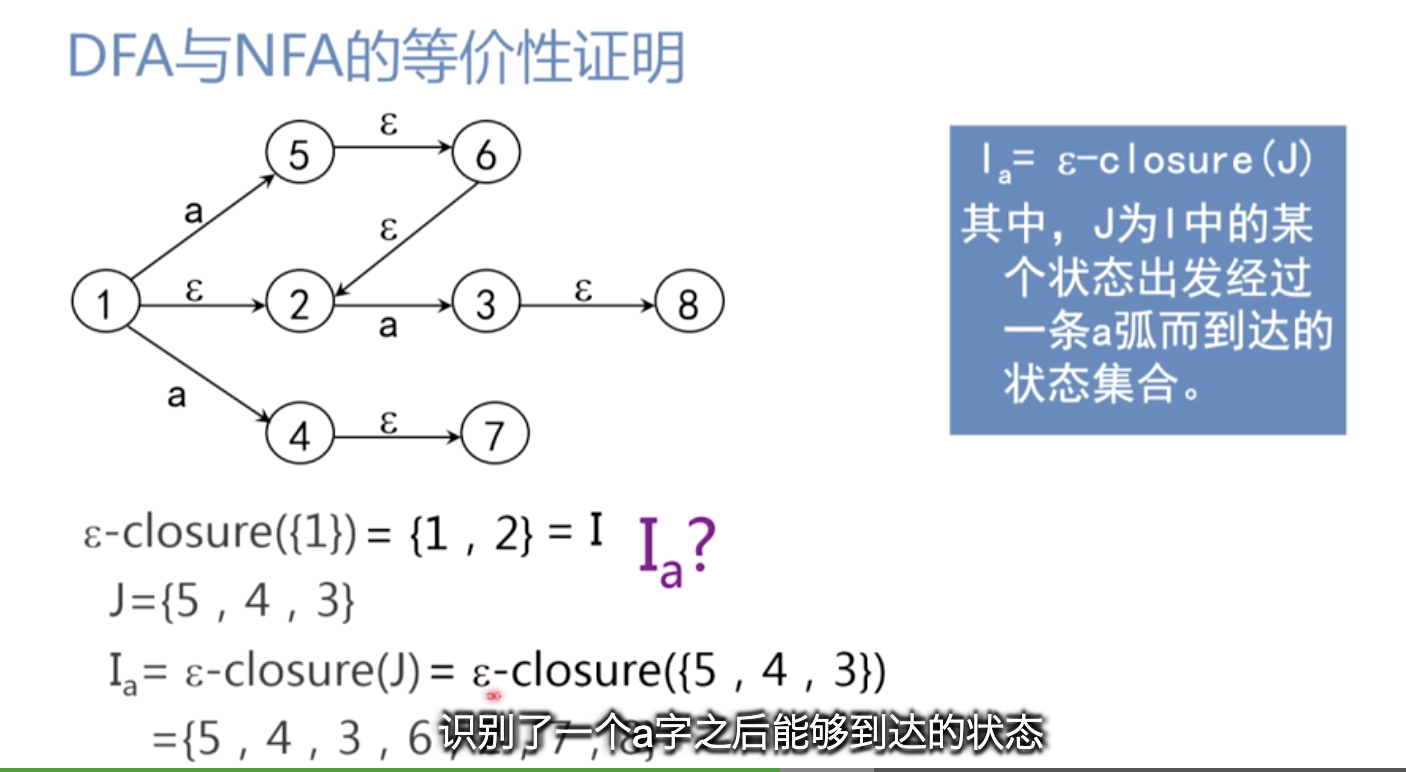 DFA与NFA的等价性证明
ε
5
6
a
ε
ε
ε
1
2
3
8
a
a
ε
4
7
Iₐ= ε-closure(J)
其中，J为I中的某
个状态出发经过
一条a弧而到达的
状态集合。
ε-closure({1}) = {1 , 2} = I Iₐ?
J={5 , 4 , 3}
Iₐ= ε-closure(J) = ε-closure({5 , 4 , 3})
={5 , 4 , 3 , 6
识别了一个a字之后能够到达的状态